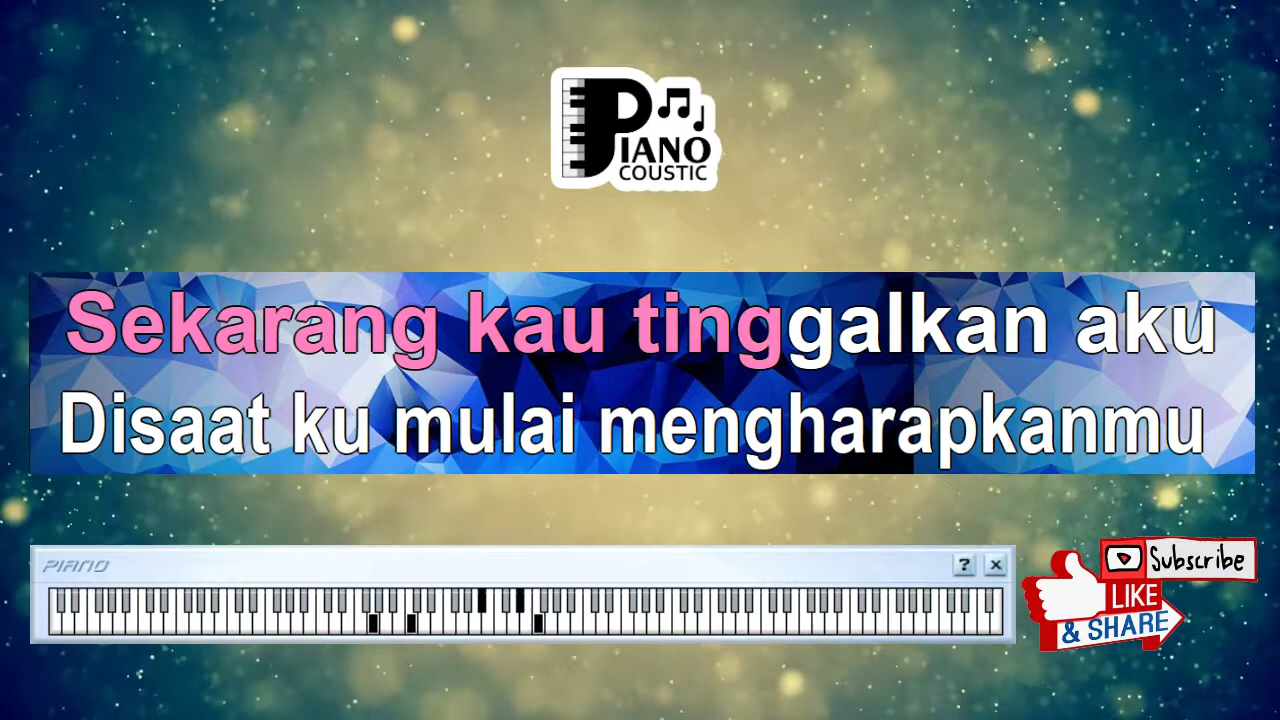 PIANO
COUSTIC
Sekarang kau tinggalkan aku
Disaat ku mulai mengharapkanmu
PIANO
? ×
Subscribe
LIKE
& SHARE